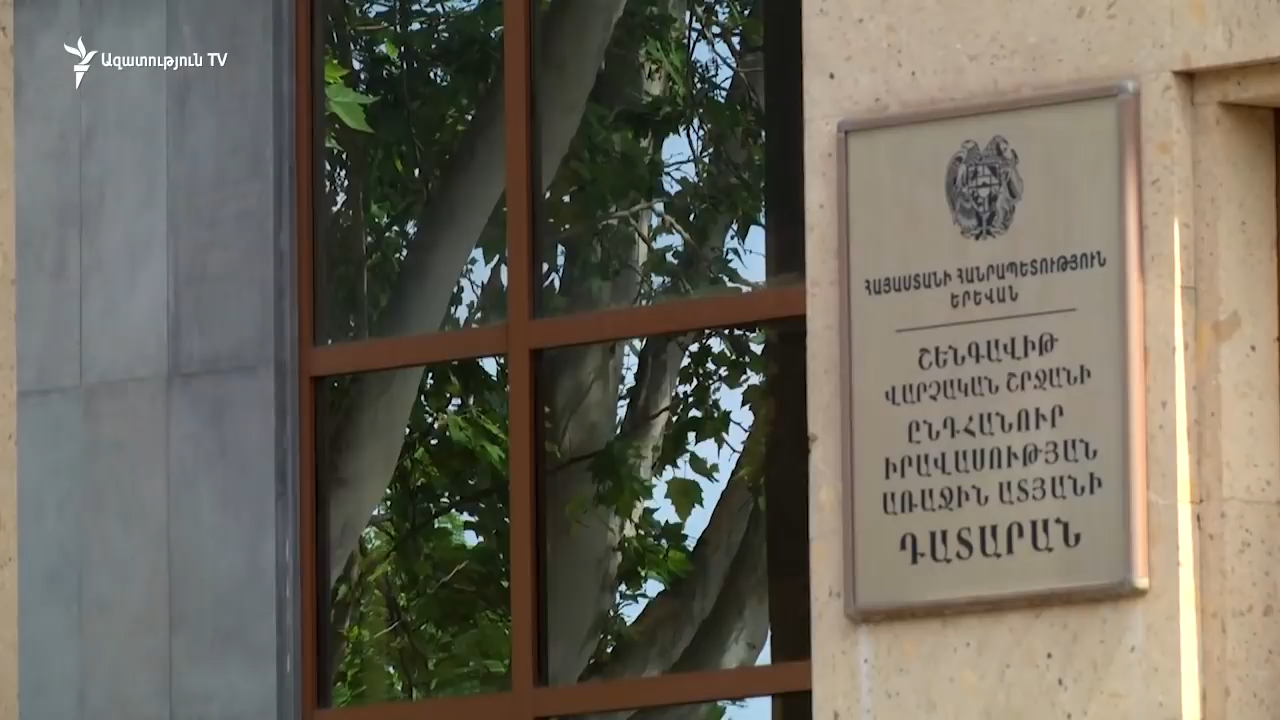 Ազատություն TV
ՀԱՅԱՍՏԱՆԻ ՀԱՆՐԱՊԵՏՈՒԹՅՈՒՆ
ԵՐԵՎԱՆ
ՇԵՆԳԱՎԻԹ
ՎԱՐՉԱԿԱՆ ՇՐՋԱՆԻ
ԸՆԴՀԱՆՈՒՐ
ԻՐԱՎԱՍՈՒԹՅԱՆ
ԱՌԱՋԻՆ ԱՏՅԱՆԻ
ԴԱՏԱՐԱՆ